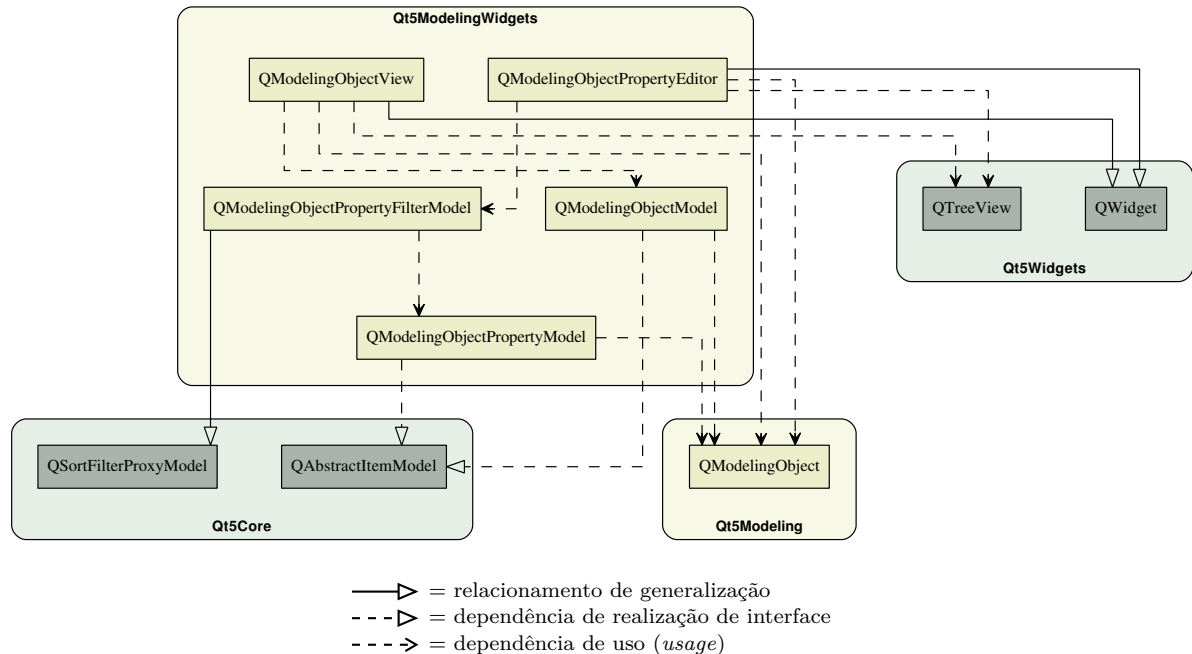 Qt5ModelingWidgets
QModelingObjectView
QModelingObjectPropertyEditor
QModelingObjectPropertyFilterModel
QModelingObjectModel
QTreeView
QWidget
Qt5Widgets
QModelingObjectPropertyModel
QSortFilterProxyModel
QAbstractItemModel
Qt5Core
QModelingObject
Qt5Modeling
= relacionamento de generalização
= dependência de realização de interface
= dependência de uso (usage)